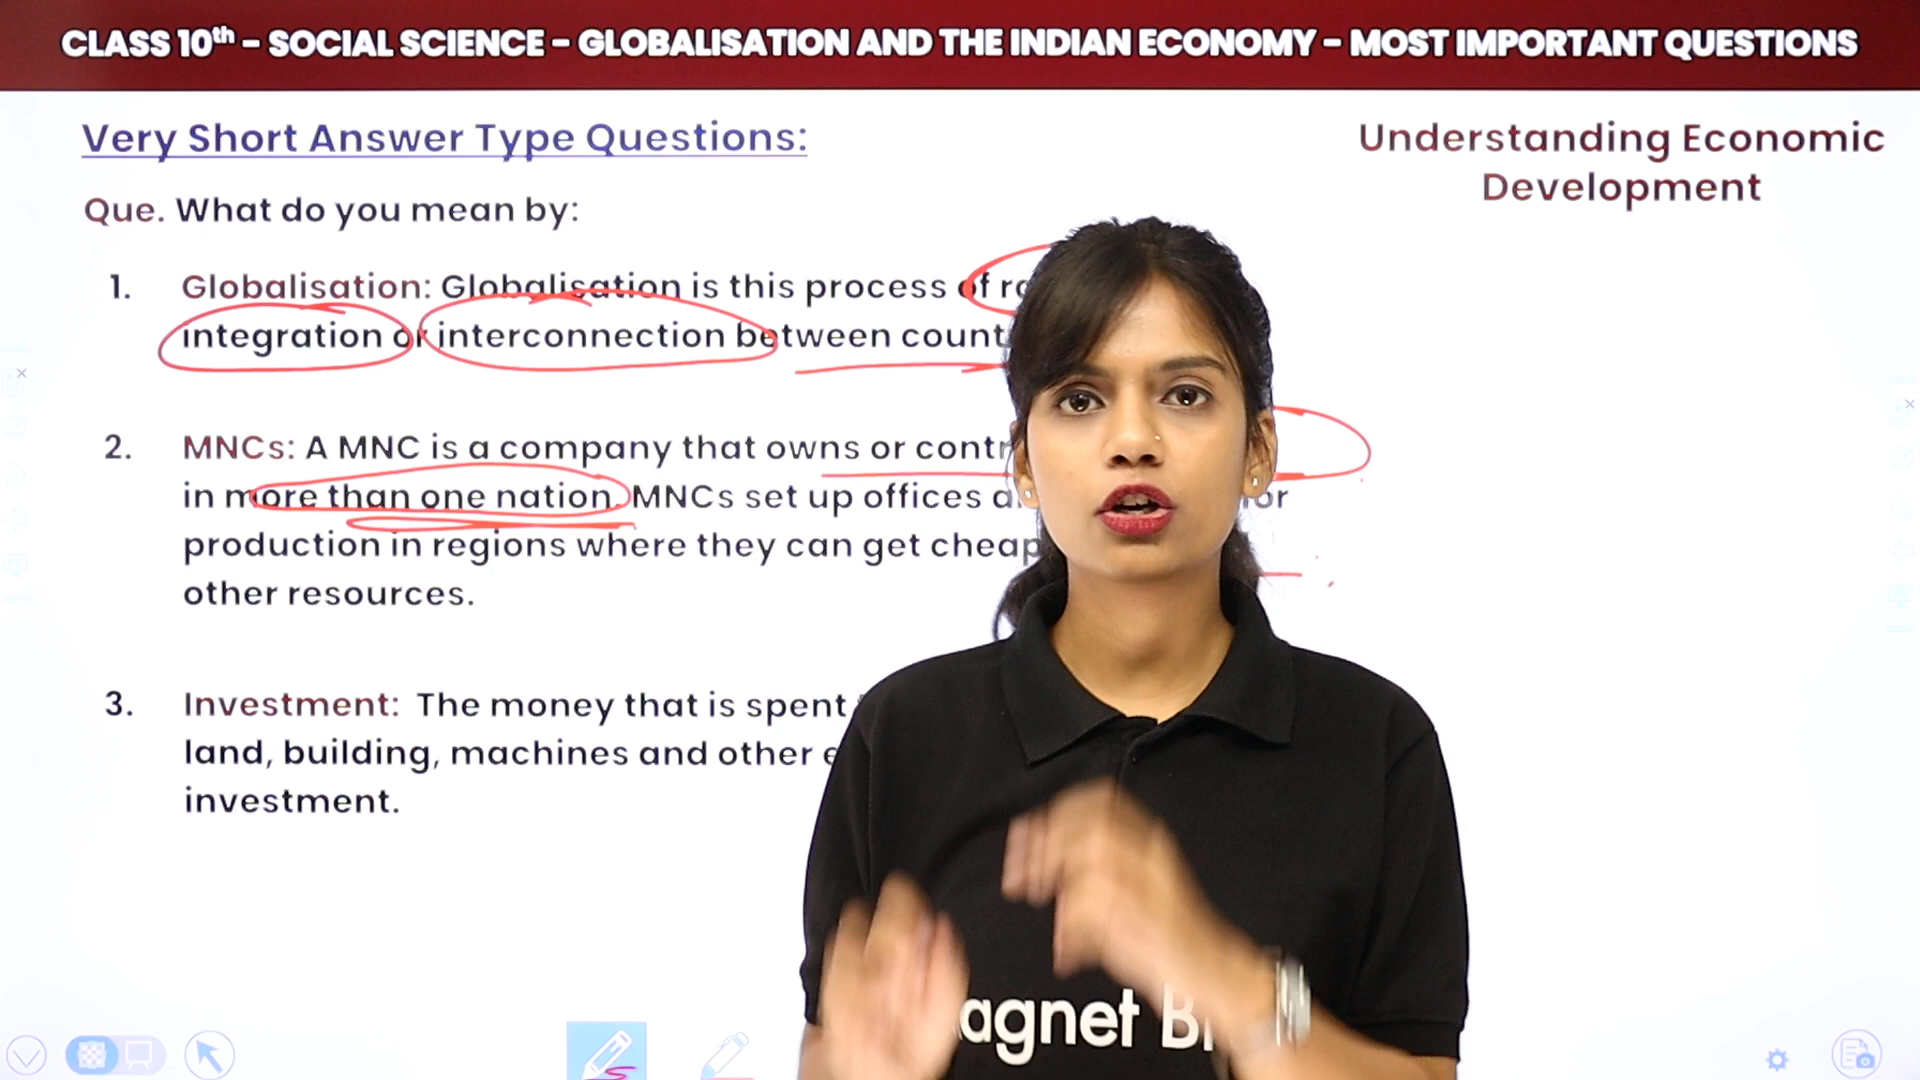 CLASS 10th - SOCIAL SCIENCE - GLOBALISATION AND THE INDIAN ECONOMY - MOST IMPORTANT QUESTIONS
Very Short Answer Type Questions:
Understanding Economic
Development
Que. What do you mean by:
1. Globalisation: Globalisation is this process of
integration or interconnection between
2. MNCs: A MNC is a company that owns or
in more than one nation. MNCs set up offices
production in regions where they can get
other resources.
3. Investment: The money that is spent
land, building, machines and other
investment.